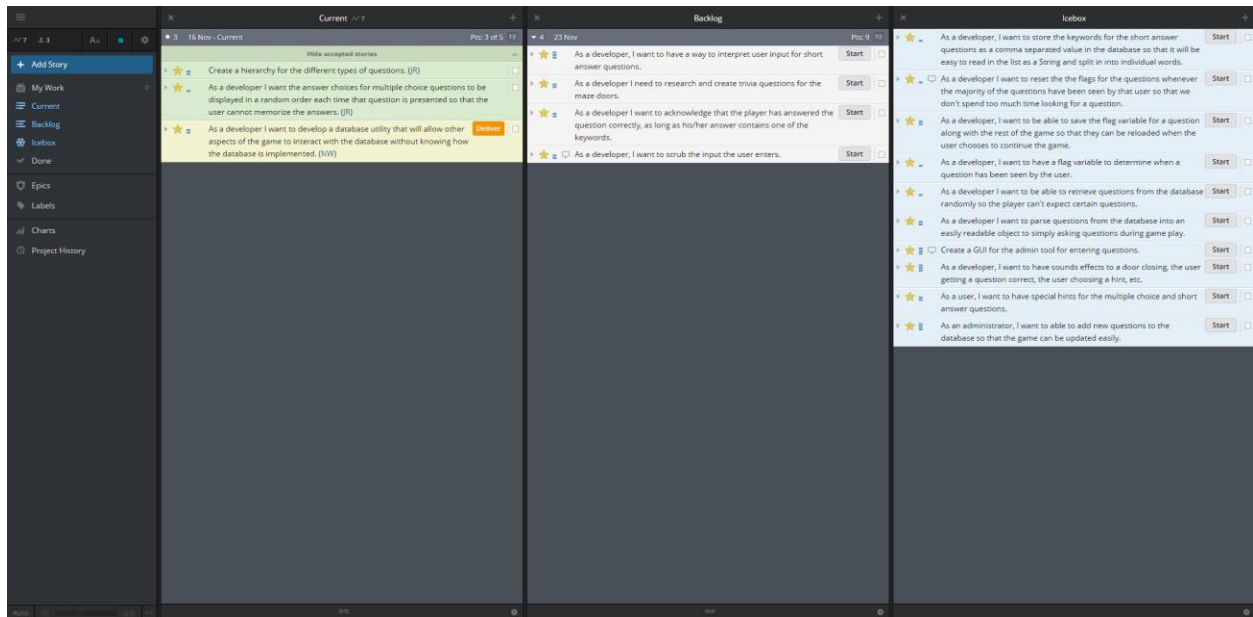 7 3 AA
+ Add Story
My Work 0
Current
Backlog
Icebox
Done
Epics
Labels
Charts
Project History
Auto
× Current 7 +
3 16 Nov - Current Pts: 3 of 5 TS
Hide accepted stories
Create a hierarchy for the different types of questions. (JR)
As a developer I want the answer choices for multiple choice questions to be
displayed in a random order each time that question is presented so that the
user cannot memorize the answers. (JR)
As a developer I want to develop a database utility that will allow other Deliver
aspects of the game to interact with the database without knowing how
the database is implemented. (NW)
× Backlog +
4 23 Nov Pts: 9 TS
As a developer, I want to have a way to interpret user input for short Start
answer questions.
As a developer I need to research and create trivia questions for the Start
maze doors.
As a developer, I want to acknowledge that the player has answered the Start
question correctly, as long as his/her answer contains one of the
keywords.
As a developer, I want to scrub the input the user enters. Start
× Icebox +
As a developer, I want to store the keywords for the short answer Start
questions as a comma separated value in the database so that it will be
easy to read in the list as a String and split in into individual words.
As a developer I want to reset the the flags for the questions whenever Start
the majority of the questions have been seen by that user so that we
don't spend too much time looking for a question.
As a developer, I want to be able to save the flag variable for a question Start
along with the rest of the game so that they can be reloaded when the
user chooses to continue the game.
As a developer, I want to have a flag variable to determine when a Start
question has been seen by the user.
As a developer I want to be able to retrieve questions from the database Start
randomly so the player can't expect certain questions.
As a developer I want to parse questions from the database into an Start
easily readable object to simply asking questions during game play.
Create a GUI for the admin tool for entering questions. Start
As a developer, I want to have sounds effects to a door closing, the user Start
getting a question correct, the user choosing a hint, etc.
As a user, I want to have special hints for the multiple choice and short Start
answer questions.
As an administrator, I want to able to add new questions to the Start
database so that the game can be updated easily.